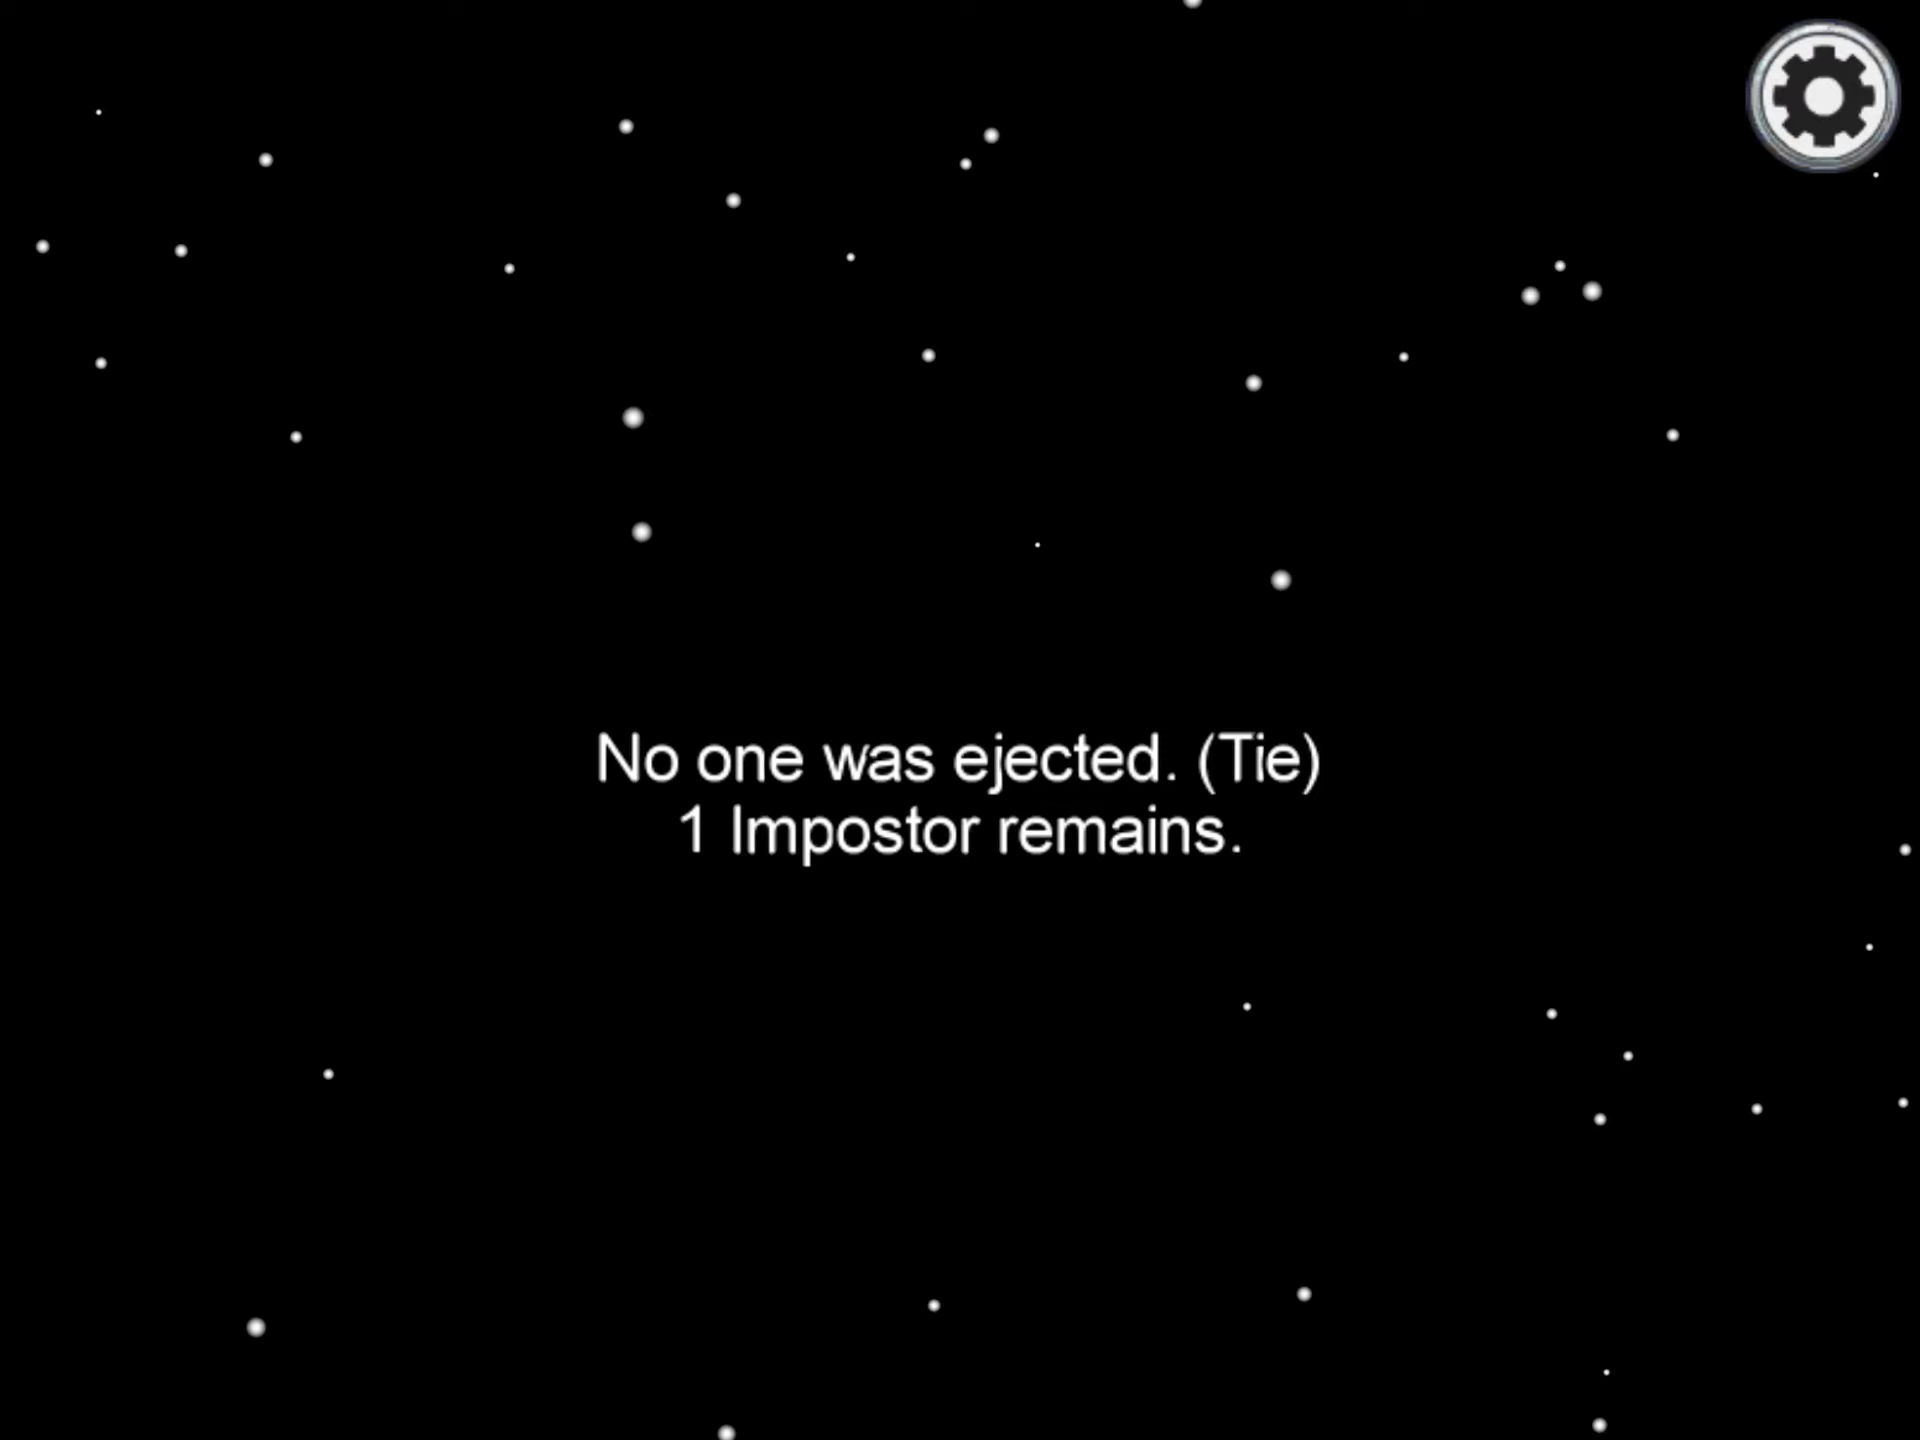 No one was ejected. (Tie)
1 Impostor remains.